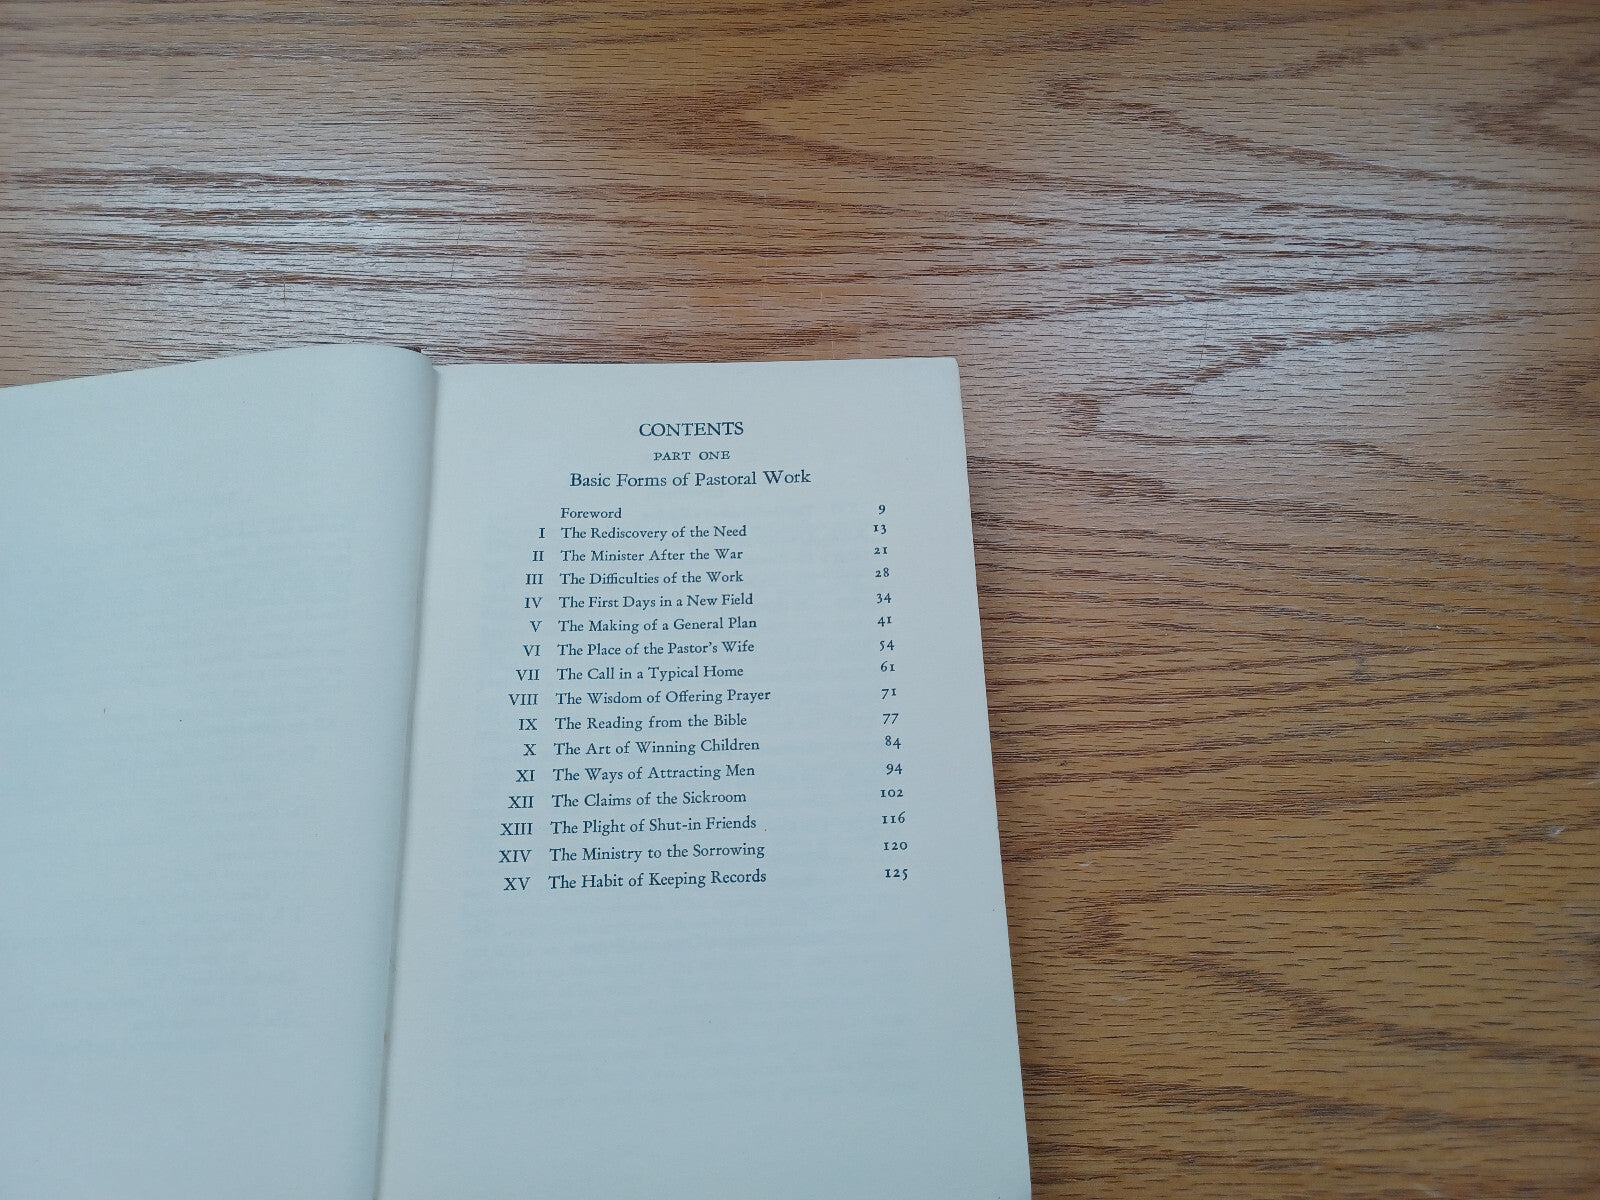 CONTENTS
PART ONE
Basic Forms of Pastoral Work
Foreword 9
I The Rediscovery of the Need 13
II The Minister After the War 21
III The Difficulties of the Work 28
IV The First Days in a New Field 34
V The Making of a General Plan 41
VI The Place of the Pastor's Wife 54
VII The Call in a Typical Home 61
VIII The Wisdom of Offering Prayer 71
IX The Reading from the Bible 77
X The Art of Winning Children 84
XI The Ways of Attracting Men 94
XII The Claims of the Sickroom 102
XIII The Plight of Shut-in Friends 116
XIV The Ministry to the Sorrowing 120
XV The Habit of Keeping Records 125